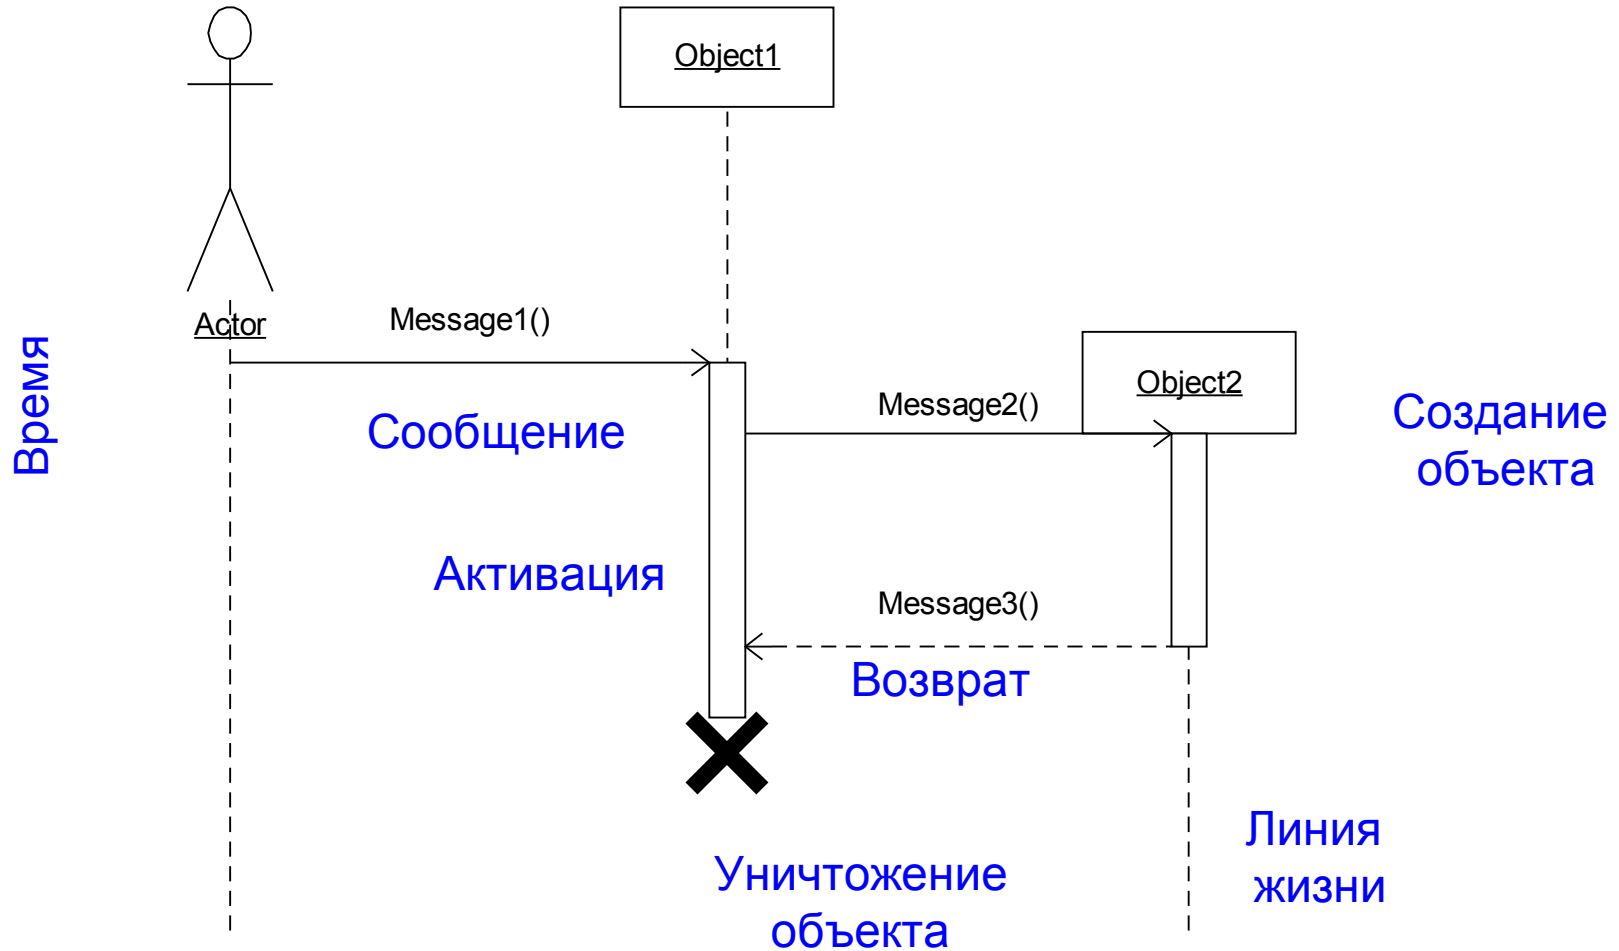 Object1
Actor
Message1()
Время
Object2
Message2()
Создание
объекта
Сообщение
Активация
Message3()
Возврат
Линия
жизни
Уничтожение
объекта